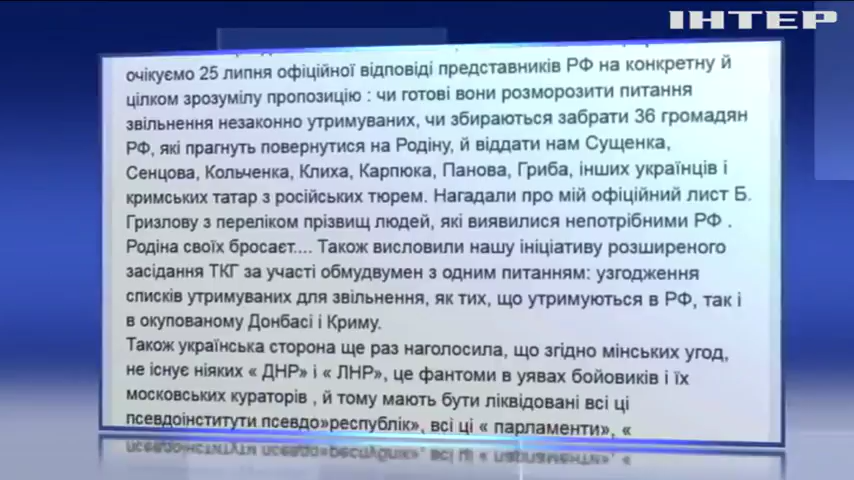 ІНТЕР
очікуємо 25 липня офіційної відповіді представників РФ на конкретну й
цілком зрозумілу пропозицію : чи готові вони розморозити питання
звільнення незаконно утримуваних, чи збираються забрати 36 громадян
РФ, які прагнуть повернутися на Родіну, й віддати нам Сущенка,
Сенцова, Кольченка, Клиха, Карпюка, Панова, Гриба, інших українців і
кримських татар з російських тюрем. Нагадали про мій офіційний лист Б.
Гризлову з переліком прізвищ людей, які виявилися непотрібними РФ .
Родіна своїх бросаєт.... Також висловили нашу ініціативу розширеного
засідання ТКГ за участі обмудвумен з одним питанням: узгодження
списків утримуваних для звільнення, як тих, що утримуються в РФ, так і
в окупованому Донбасі і Криму.
Також українська сторона ще раз наголосила, що згідно мінських угод,
не існує ніяких « ДНР» і « ЛНР», це фантоми в уявах бойовиків і їх
московських кураторів , й тому мають бути ліквідовані всі ці
псевдоінститути псевдо»республік», всі ці « парламенти», «